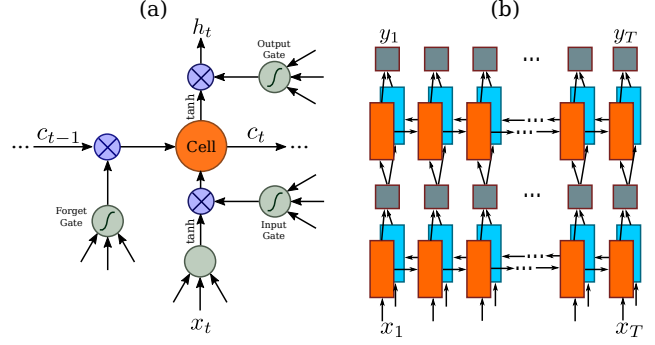 (a)
h_t
Output
Gate
tanh
... c_{t-1}
Cell
c_t ...
Forget
Gate
Input
Gate
tanh
x_t
(b)
y_1
y_T
...
...
...
...
...
...
x_1
x_T